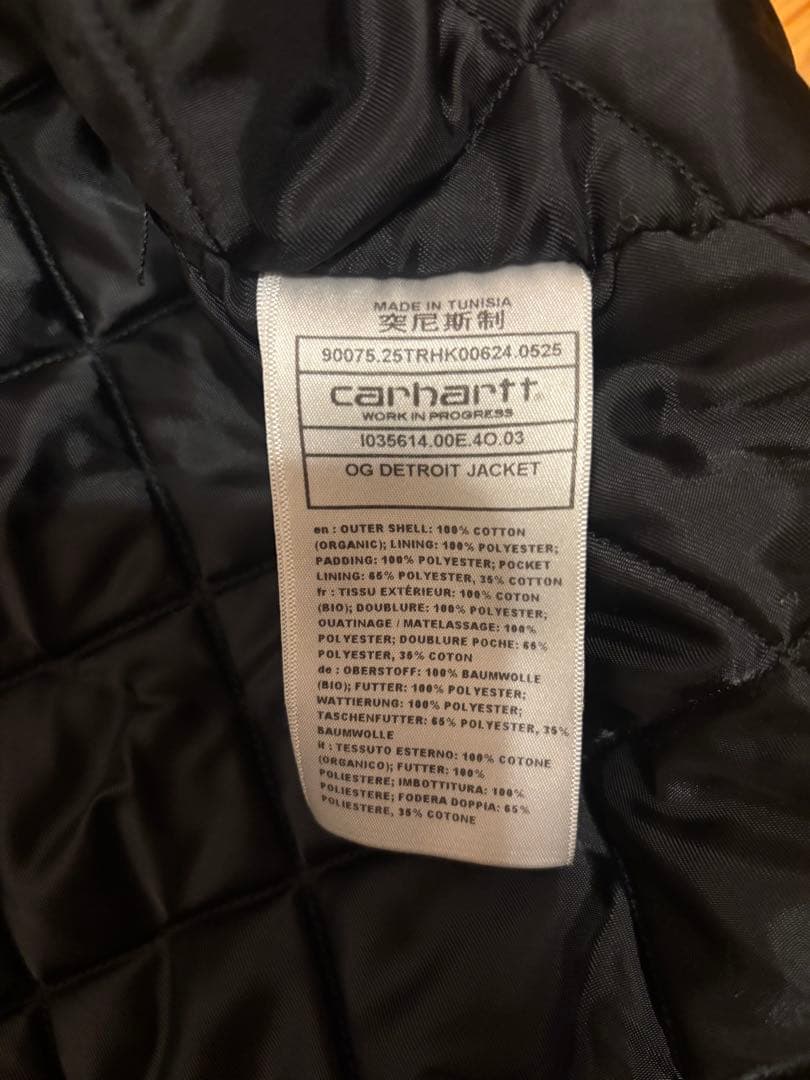 MADE IN TUNISIA
突尼斯制
90075.25TRHK00624.0525
carhartt
WORK IN PROGRESS
I035614.00E.4O.03
OG DETROIT JACKET
en : OUTER SHELL: 100% COTTON
(ORGANIC); LINING: 100% POLYESTER;
PADDING: 100% POLYESTER; POCKET
LINING: 65% POLYESTER, 35% COTTON
fr : TISSU EXTÉRIEUR: 100% COTON
(BIO); DOUBLURE: 100% POLYESTER;
OUATINAGE / MATELASSAGE: 100%
POLYESTER; DOUBLURE POCHE: 65%
POLYESTER, 35% COTON
de : OBERSTOFF: 100% BAUMWOLLE
(BIO); FUTTER: 100% POLYESTER;
WATTIERUNG: 100% POLYESTER;
TASCHENFUTTER: 65% POLYESTER, 35%
BAUMWOLLE
it : TESSUTO ESTERNO: 100% COTONE
(ORGANICO); FUTTER: 100%
POLIESTERE; IMBOTTITURA: 100%
POLIESTERE; FODERA DOPPIA: 65%
POLIESTERE, 35% COTONE